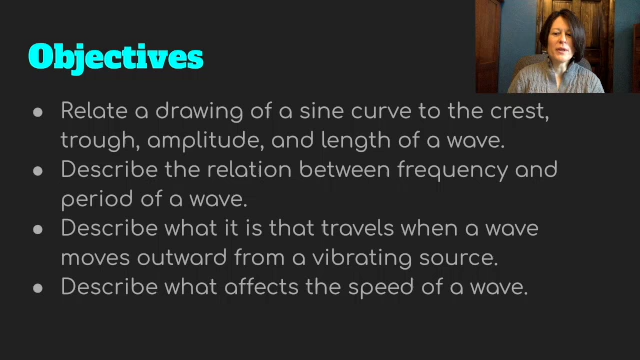 Objectives
● Relate a drawing of a sine curve to the crest,
trough, amplitude, and length of a wave.
● Describe the relation between frequency and
period of a wave.
● Describe what it is that travels when a wave
moves outward from a vibrating source.
● Describe what affects the speed of a wave.